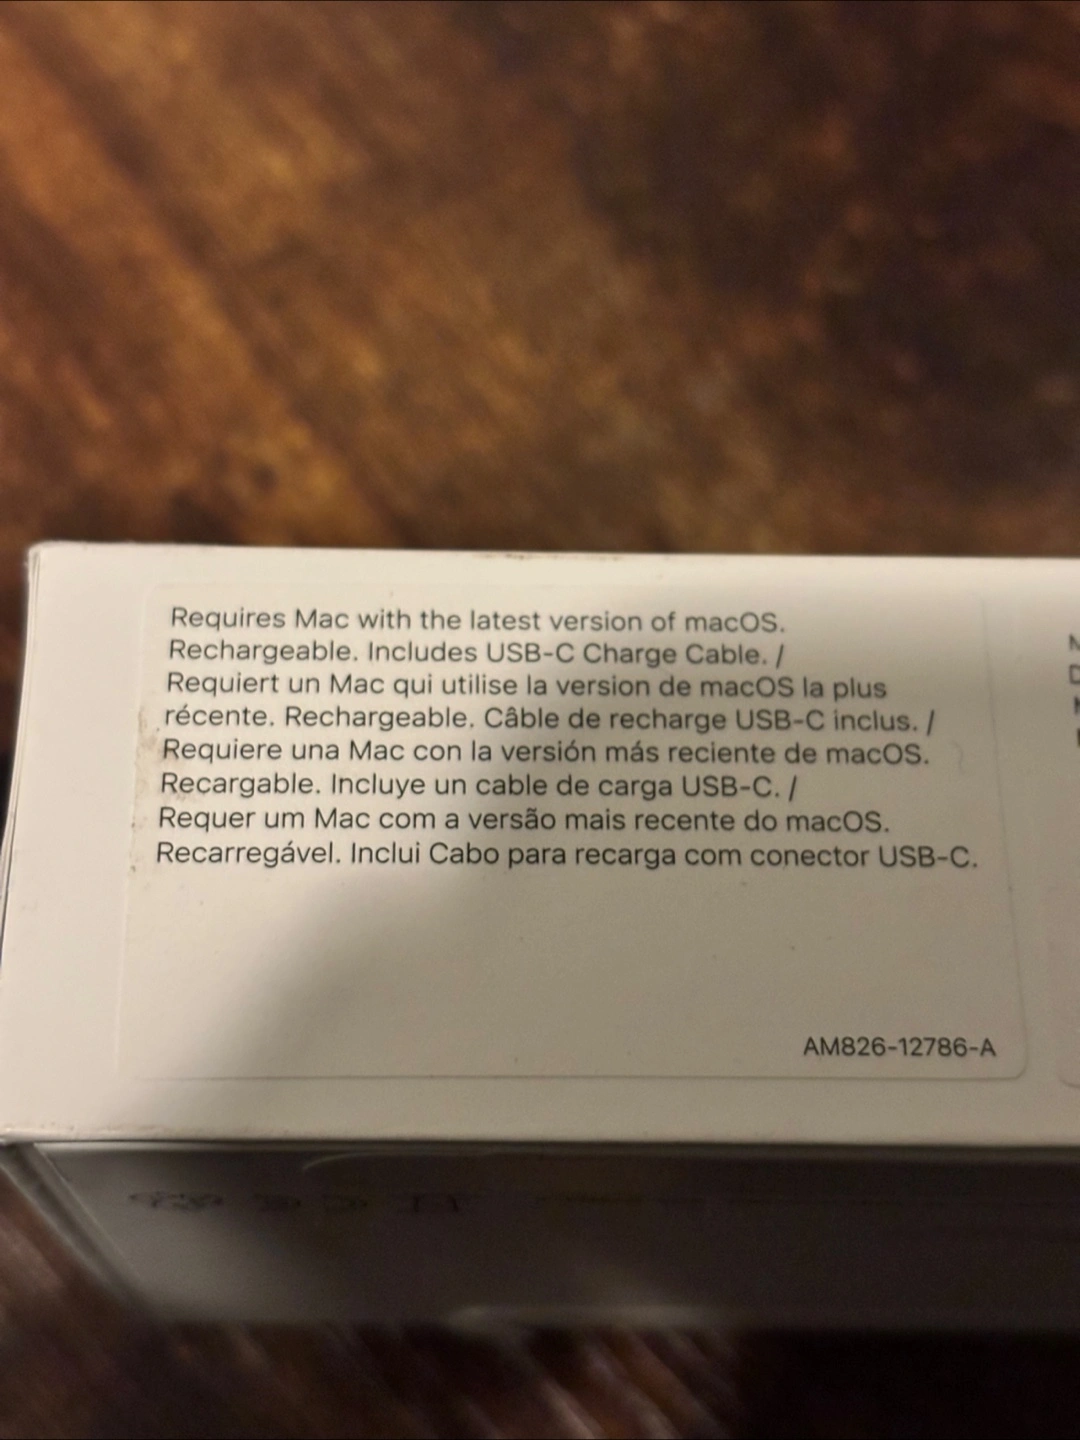 Requires Mac with the latest version of macOS.
Rechargeable. Includes USB-C Charge Cable. /
Requiert un Mac qui utilise la version de macOS la plus
récente. Rechargeable. Câble de recharge USB-C inclus. /
Requiere una Mac con la versión más reciente de macOS.
Recargable. Incluye un cable de carga USB-C. /
Requer um Mac com a versão mais recente do macOS.
Recarregável. Inclui Cabo para recarga com conector USB-C.
AM826-12786-A